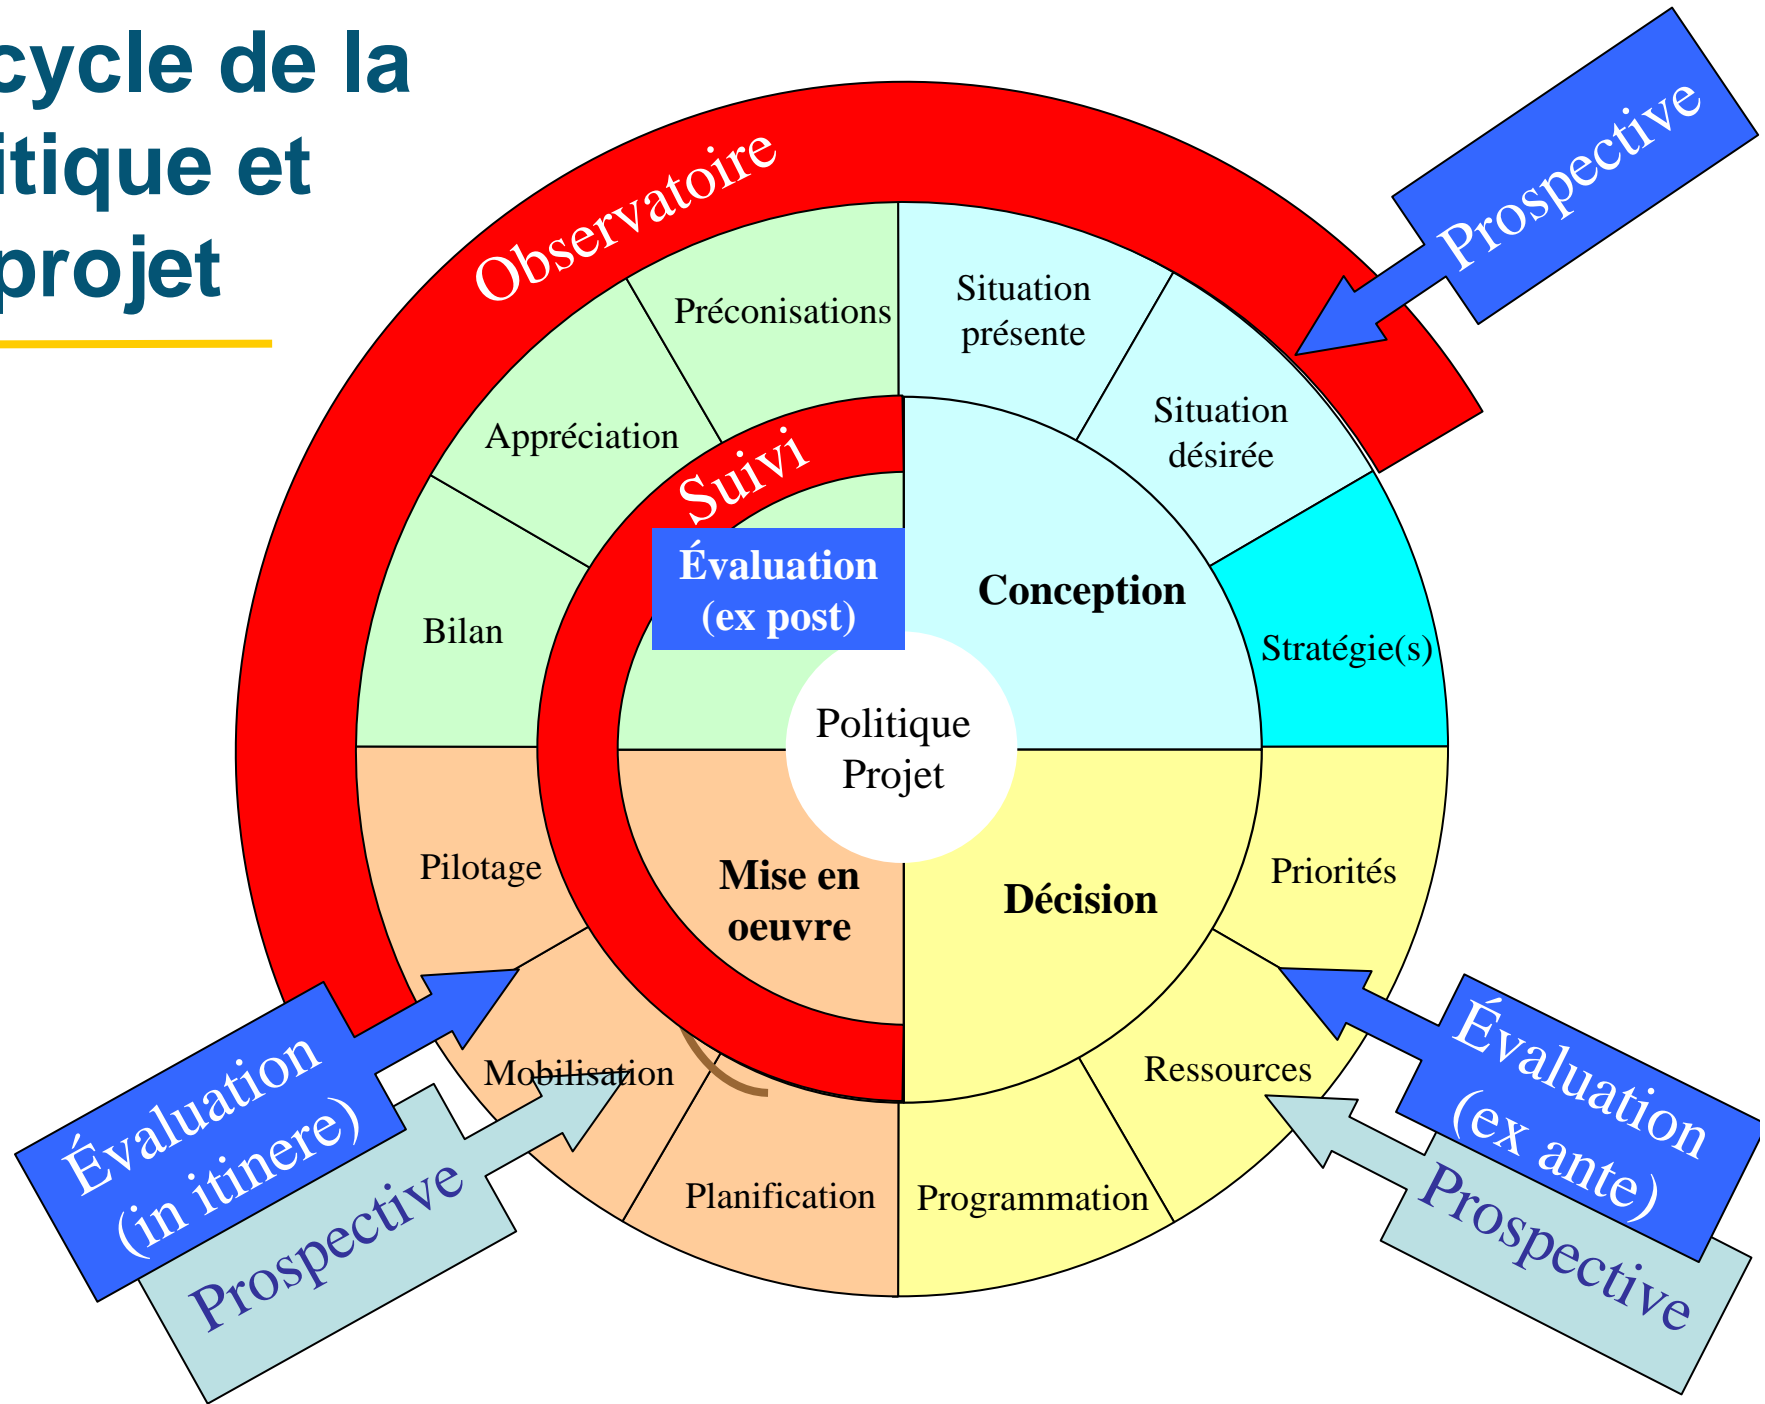 cycle de la
itique et
projet
Observatoire
Prospective
Préconisations
Situation
présente
Appréciation
Situation
désirée
Suivi
Bilan
Évaluation
(ex post)
Conception
Stratégie(s)
Politique
Projet
Pilotage
Mise en
oeuvre
Décision
Priorités
Mobilisation
Ressources
Planification
Programmation
Évaluation
(in itinere)
Prospective
Évaluation
(ex ante)
Prospective